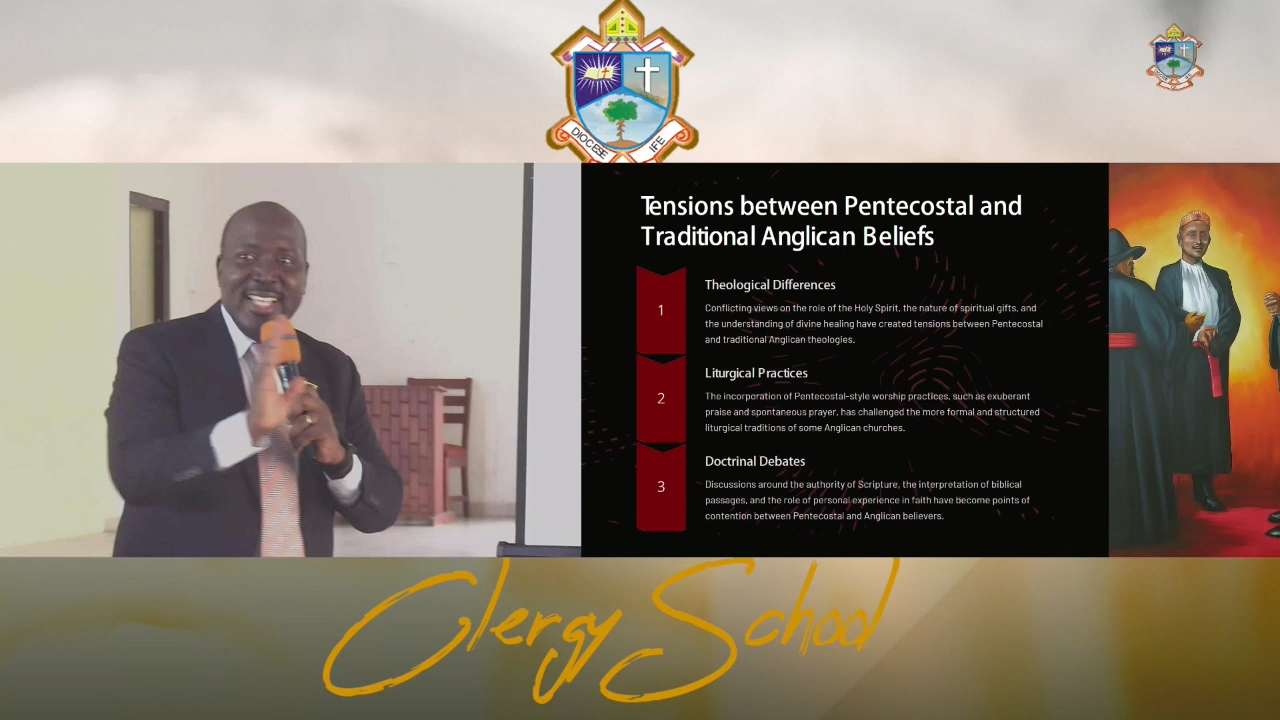 DIOCESE IFE
Tensions between Pentecostal and
Traditional Anglican Beliefs
1
Theological Differences
Conflicting views on the role of the Holy Spirit, the nature of spiritual gifts, and
the understanding of divine healing have created tensions between Pentecostal
and traditional Anglican theologies.
2
Liturgical Practices
The incorporation of Pentecostal-style worship practices, such as exuberant
praise and spontaneous prayer, has challenged the more formal and structured
liturgical traditions of some Anglican churches.
3
Doctrinal Debates
Discussions around the authority of Scripture, the interpretation of biblical
passages, and the role of personal experience in faith have become points of
contention between Pentecostal and Anglican believers.
Clergy School